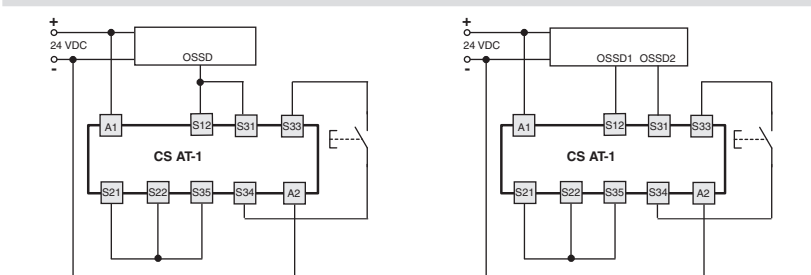 +
24 VDC
-
OSSD
A1
S12
S31
S33
CS AT-1
S21
S22
S35
S34
A2
+
24 VDC
-
OSSD1 OSSD2
A1
S12
S31
S33
CS AT-1
S21
S22
S35
S34
A2